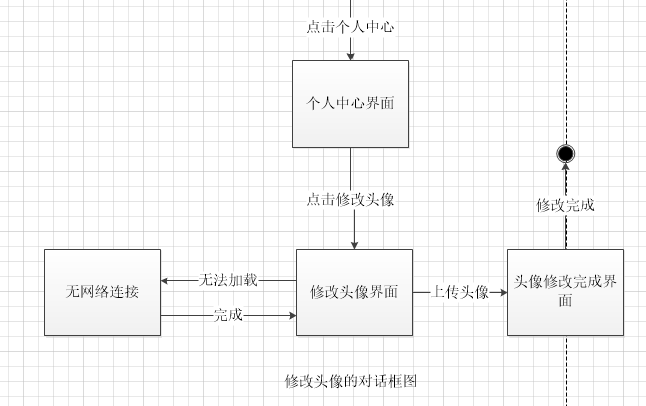 点击个人中心
个人中心界面
点击修改头像
修改完成
无网络连接
无法加载
完成
修改头像界面
上传头像
头像修改完成界
面
修改头像的对话框图